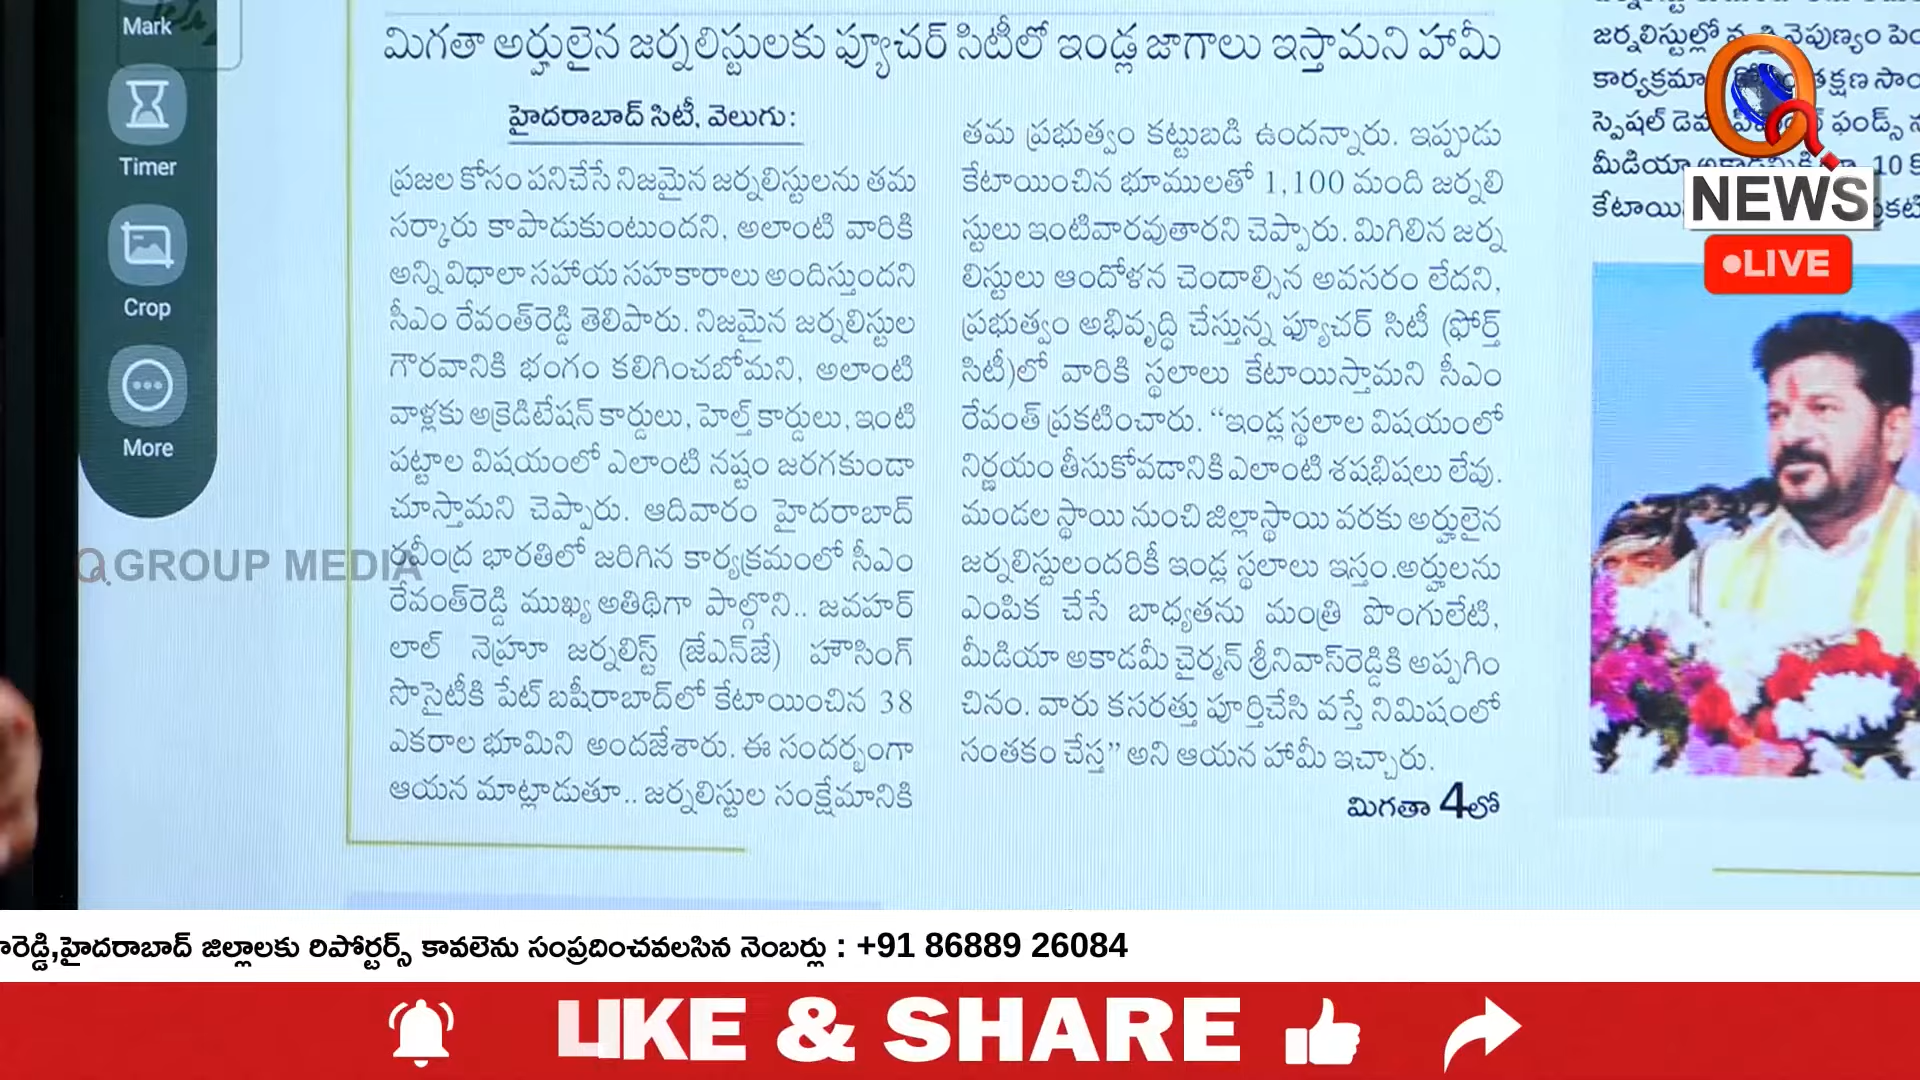 Mark
Timer
Crop
More
మిగతా అర్హులైన జర్నలిస్టులకు ఫ్యూచర్ సిటీలో ఇండ్ల జాగాలు ఇస్తామని హామీ
హైదరాబాద్ సిటీ, వెలుగు:
ప్రజల కోసం పనిచేసే నిజమైన జర్నలిస్టులను తమ
సర్కారు కాపాడుకుంటుందని, అలాంటి వారికి
అన్ని విధాలా సహాయ సహకారాలు అందిస్తుందని
సీఎం రేవంత్‌రెడ్డి తెలిపారు. నిజమైన జర్నలిస్టుల
గౌరవానికి భంగం కలిగించబోమని, అలాంటి
వాళ్లకు అక్రెడిటేషన్ కార్డులు, హెల్త్ కార్డులు, ఇంటి
పట్టాల విషయంలో ఎలాంటి నష్టం జరగకుండా
చూస్తామని చెప్పారు. ఆదివారం హైదరాబాద్
రవీంద్ర భారతిలో జరిగిన కార్యక్రమంలో సీఎం
రేవంత్‌రెడ్డి ముఖ్య అతిథిగా పాల్గొని.. జవహర్
లాల్ నెహ్రూ జర్నలిస్ట్ (జేఎన్‌జే) హౌసింగ్
సొసైటీకి పేట్ బషీరాబాద్‌లో కేటాయించిన 38
ఎకరాల భూమిని అందజేశారు. ఈ సందర్భంగా
ఆయన మాట్లాడుతూ.. జర్నలిస్టుల సంక్షేమానికి
తమ ప్రభుత్వం కట్టుబడి ఉందన్నారు. ఇప్పుడు
కేటాయించిన భూములతో 1,100 మంది జర్నలి
స్టులు ఇంటివారవుతారని చెప్పారు. మిగిలిన జర్న
లిస్టులు ఆందోళన చెందాల్సిన అవసరం లేదని,
ప్రభుత్వం అభివృద్ధి చేస్తున్న ఫ్యూచర్ సిటీ (ఫోర్త్
సిటీ)లో వారికి స్థలాలు కేటాయిస్తామని సీఎం
రేవంత్ ప్రకటించారు. “ఇండ్ల స్థలాల విషయంలో
నిర్ణయం తీసుకోవడానికి ఎలాంటి శషభిషలు లేవు.
మండల స్థాయి నుంచి జిల్లాస్థాయి వరకు అర్హులైన
జర్నలిస్టులందరికీ ఇండ్ల స్థలాలు ఇస్తం.అర్హులను
ఎంపిక చేసే బాధ్యతను మంత్రి పొంగులేటి,
మీడియా అకాడమీ చైర్మన్ శ్రీనివాస్‌రెడ్డికి అప్పగిం
చినం. వారు కసరత్తు పూర్తిచేసి వస్తే నిమిషంలో
సంతకం చేస్త” అని ఆయన హామీ ఇచ్చారు.
మిగతా 4లో
జర్నలిస్టుల్లో వైపుణ్యం
స్పెషల్ ఫండ్స్
మీడియా 10
Q
NEWS
LIVE
Q GROUP MEDIA
రెడ్డి,హైదరాబాద్ జిల్లాలకు రిపోర్టర్స్ కావలెను సంప్రదించవలసిన నెంబర్లు : +91 86889 26084
LIKE & SHARE